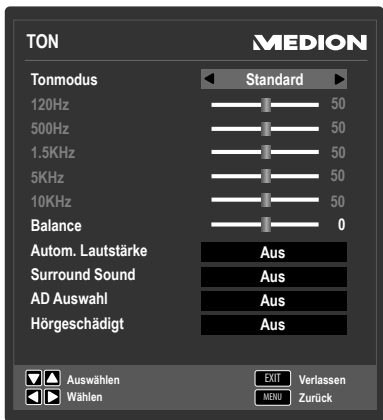 TON MEDION
Tonmodus Standard
120Hz 50
500Hz 50
1.5KHz 50
5KHz 50
10KHz 50
Balance 0
Autom. Lautstärke Aus
Surround Sound Aus
AD Auswahl Aus
Hörgeschädigt Aus
Auswählen EXIT Verlassen
Wählen MENU Zurück